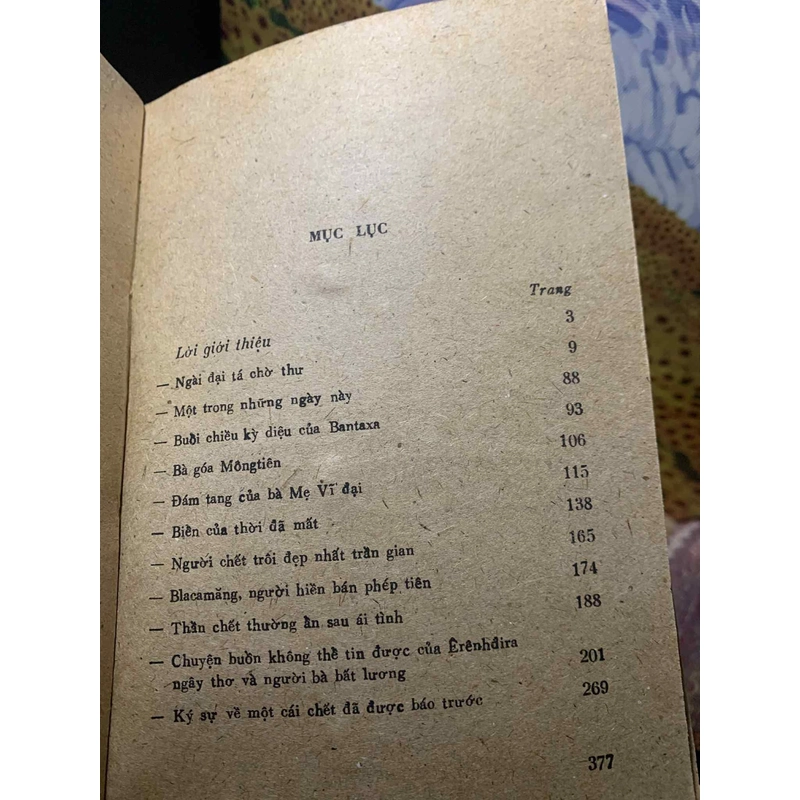 MỤC LỤC
Trang
Lời giới thiệu 3
— Ngài đại tá chờ thư 9
— Một trong những ngày này 88
— Buổi chiều kỳ diệu của Bantaxa 93
— Bà góa Môngtiên 106
— Đám tang của bà Mẹ Vĩ đại 115
— Biển của thời đã mất 138
— Người chết trôi đẹp nhất trần gian 165
— Blacamăng, người hiền bán phép tiên 174
— Thần chết thường ẩn sau ái tình 188
— Chuyện buồn không thể tin được của Êrênhđira
ngây thơ và người bà bất lương 201
— Ký sự về một cái chết đã được báo trước 269
377